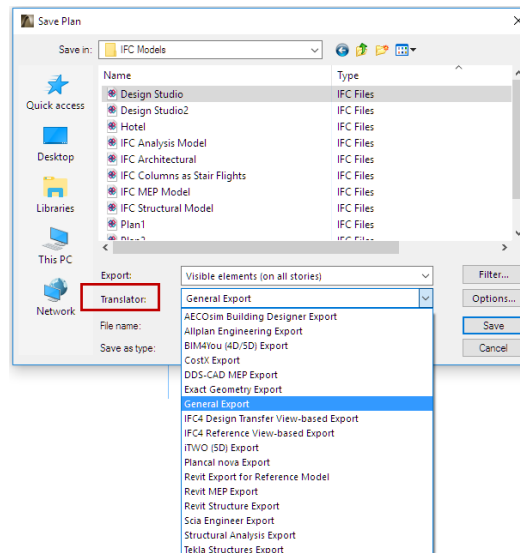 Save Plan
Save in: IFC Models
Name Type
Quick access
Desktop
Libraries
This PC
Network
Design Studio IFC Files
Design Studio2 IFC Files
Hotel IFC Files
IFC Analysis Model IFC Files
IFC Architectural IFC Files
IFC Columns as Stair Flights IFC Files
IFC MEP Model IFC Files
IFC Structural Model IFC Files
Plan1 IFC Files
Plan2 IFC Files
Export: Visible elements (on all stories) Filter...
Translator: General Export Options...
File name: Save
Save as type: Cancel
AECOsim Building Designer Export
Allplan Engineering Export
BIM4You (4D/5D) Export
CostX Export
DDS-CAD MEP Export
Exact Geometry Export
General Export
IFC4 Design Transfer View-based Export
IFC4 Reference View-based Export
iTWO (5D) Export
Plancal nova Export
Revit Export for Reference Model
Revit MEP Export
Revit Structure Export
Scia Engineer Export
Structural Analysis Export
Tekla Structures Export